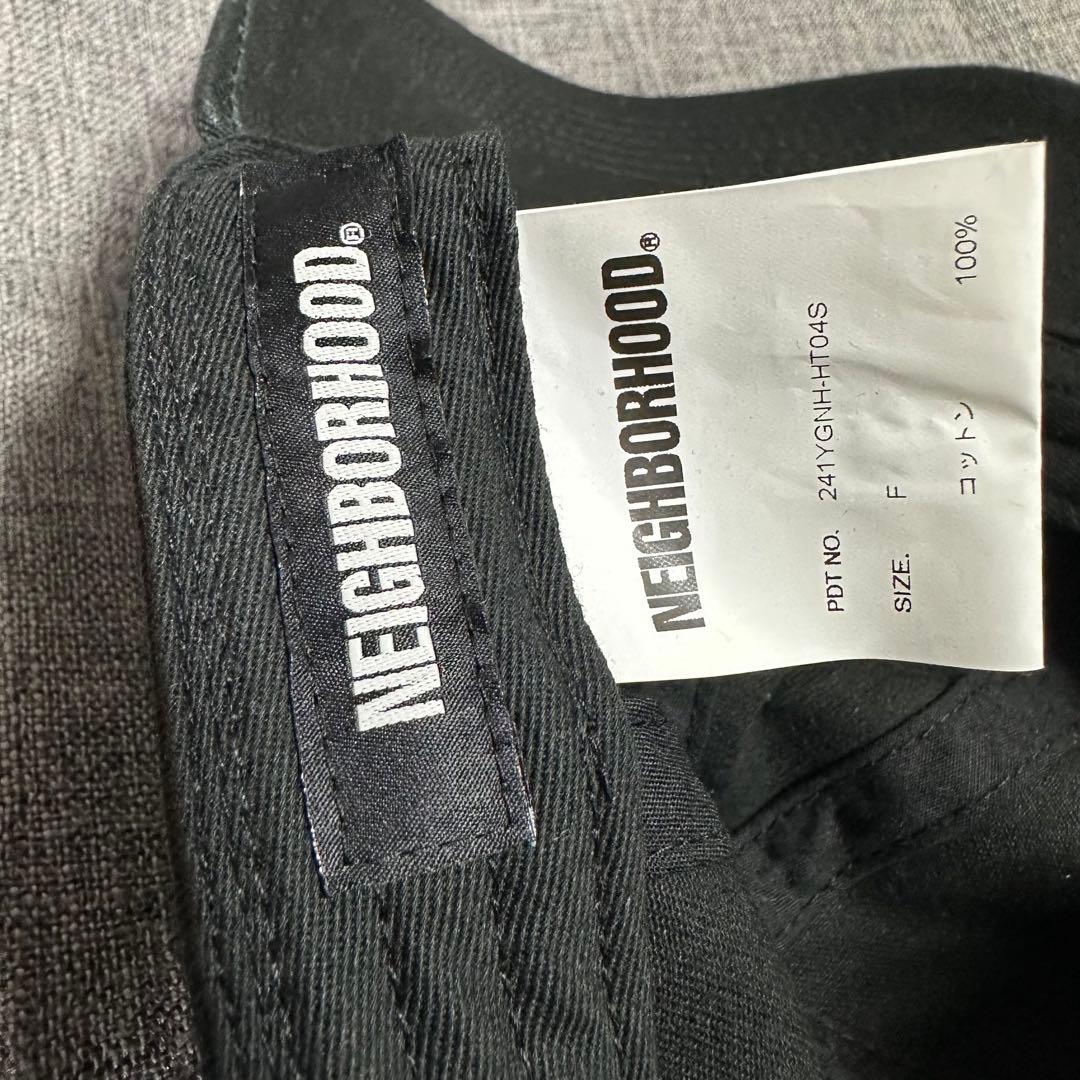 NEIGHBORHOOD®
NEIGHBORHOOD®
PDT NO. 241YGNH-HT04S
SIZE. F
コットン 100%